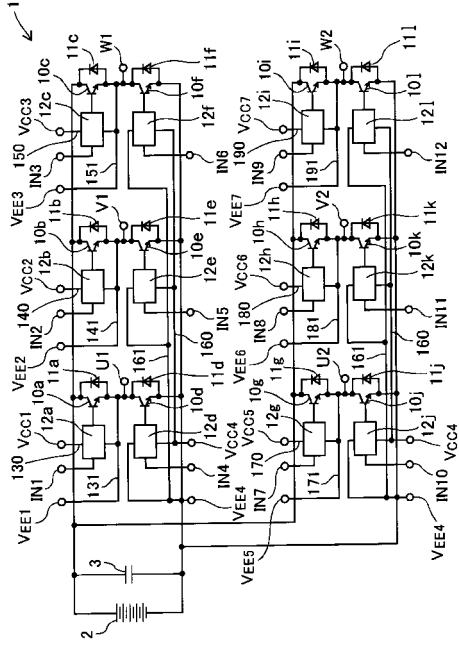 1
2
3
VEE1
IN1
130
VCC1
12a
10a
11a
U1
131
VEE2
IN2
140
VCC2
12b
10b
11b
V1
141
VEE3
IN3
150
VCC3
12c
10c
11c
W1
151
VEE4
IN4
VCC4
12d
10d
11d
161
160
IN5
12e
10e
11e
IN6
12f
10f
11f
VEE5
IN7
170
VCC5
12g
10g
11g
U2
171
VEE6
IN8
180
VCC6
12h
10h
11h
V2
181
VEE7
IN9
190
VCC7
12i
10i
11i
W2
191
VEE4
IN10
VCC4
12j
10j
11j
161
160
IN11
12k
10k
11k
IN12
12l
10l
11l